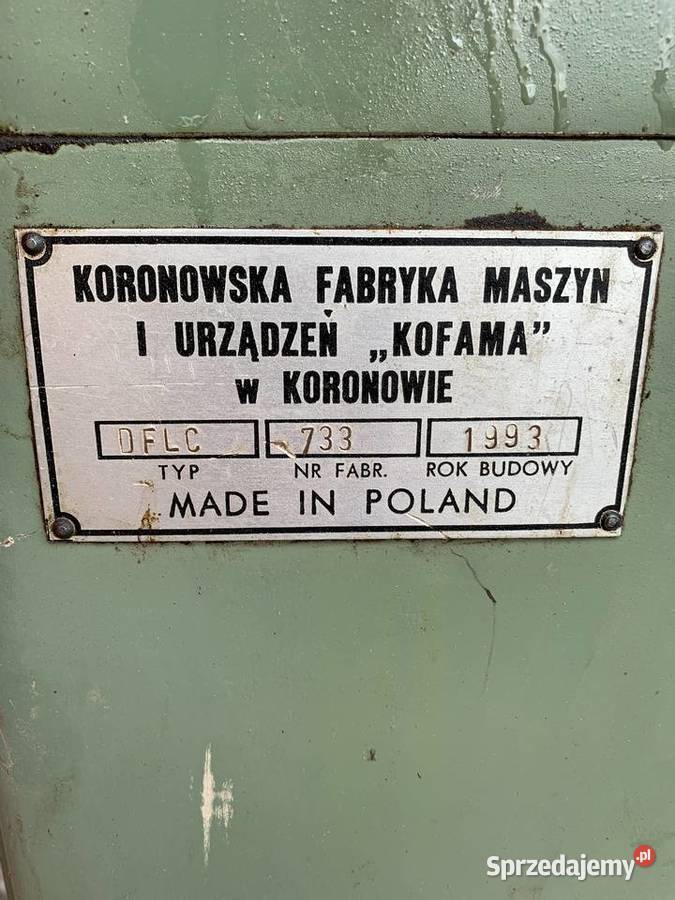 KORONOWSKA FABRYKA MASZYN
I URZĄDZEŃ „KOFAMA”
w KORONOWIE
DFLC 733 1993
TYP NR FABR. ROK BUDOWY
MADE IN POLAND
Sprzedajemy.pl